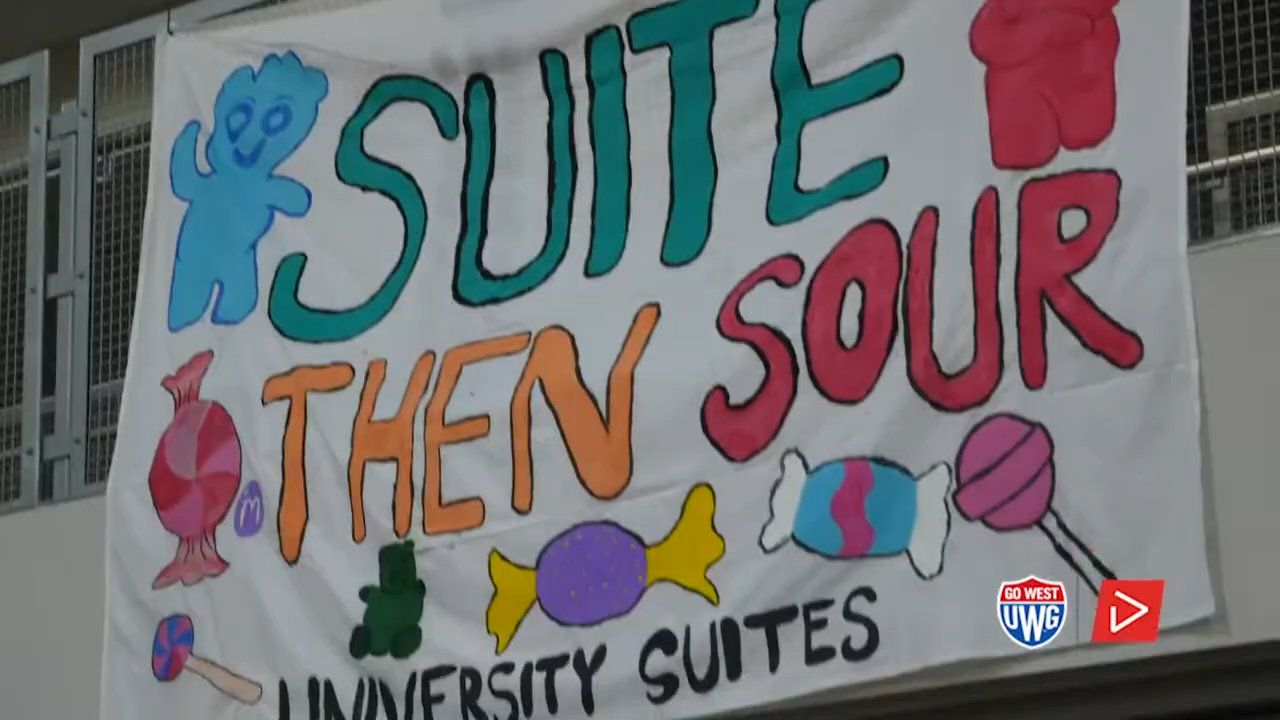 SUITE
THEN SOUR
m
UNIVERSITY SUITES
GO WEST
UWG